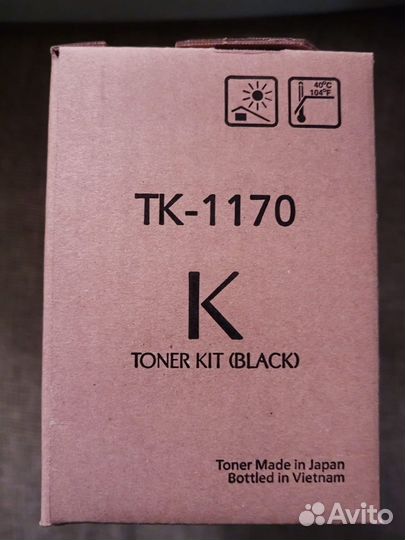 40°C
104°F
TK-1170
K
TONER KIT (BLACK)
Toner Made in Japan
Bottled in Vietnam
Avito